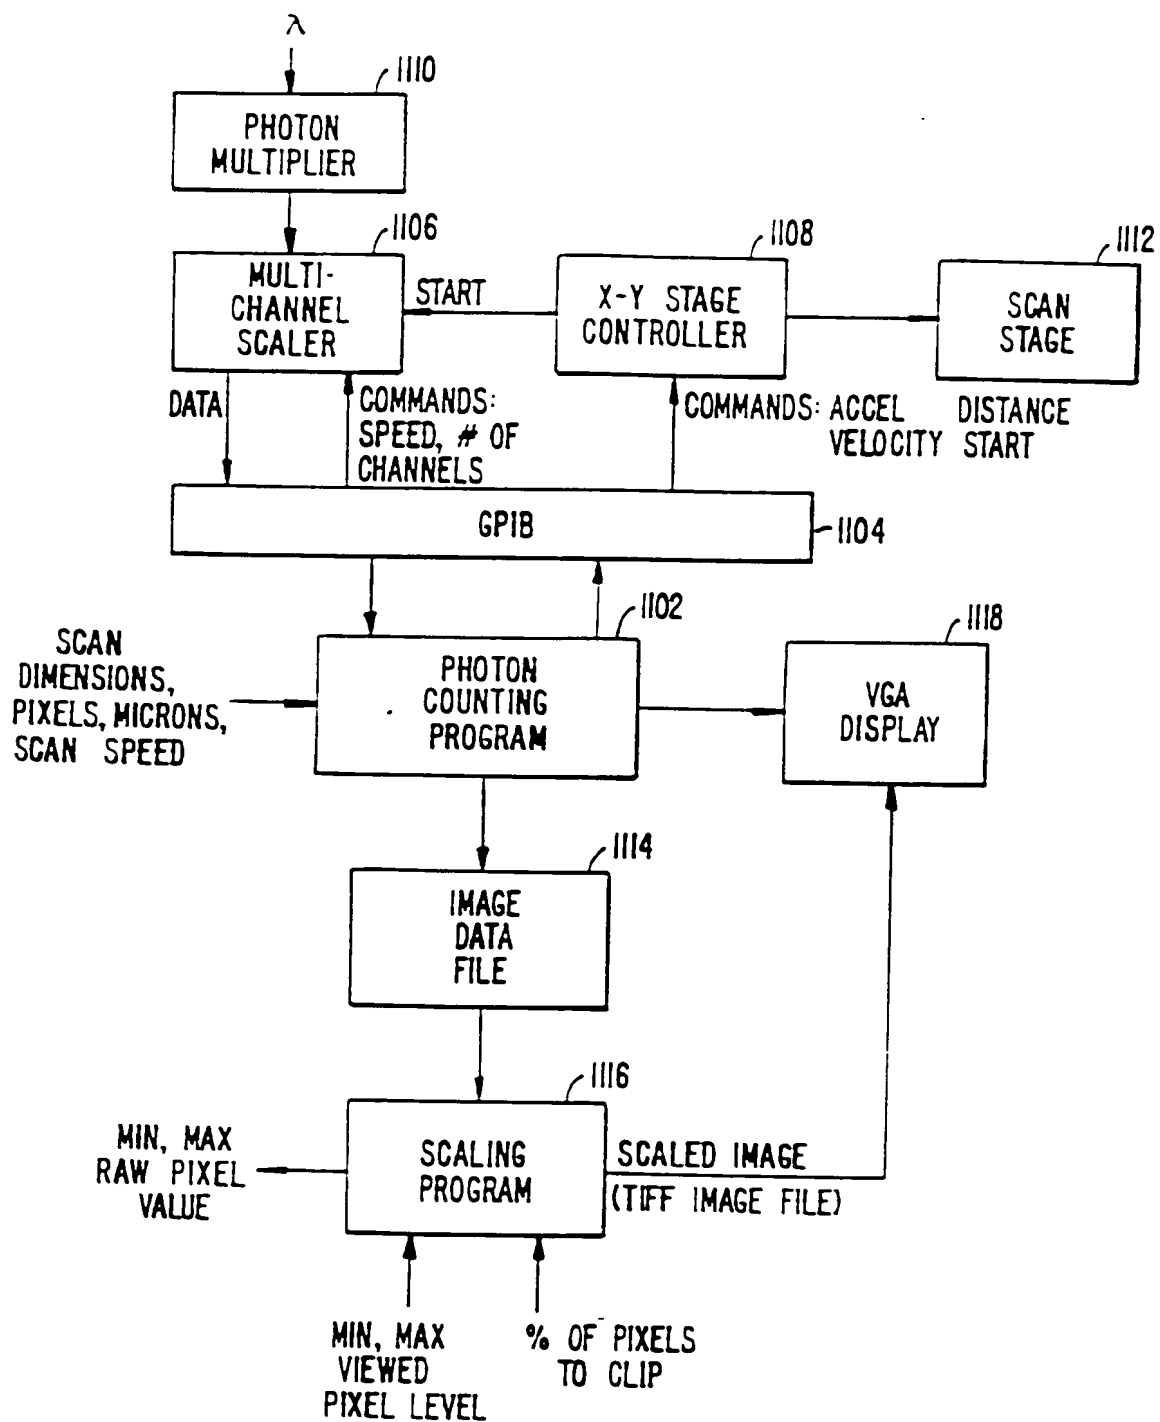 λ
1110
PHOTON
MULTIPLIER
1106
MULTI-
CHANNEL
SCALER
START
1108
X-Y STAGE
CONTROLLER
1112
SCAN
STAGE
DATA
COMMANDS:
SPEED, # OF
CHANNELS
COMMANDS: ACCEL DISTANCE
VELOCITY START
GPIB
1104
1102
SCAN
DIMENSIONS,
PIXELS, MICRONS,
SCAN SPEED
PHOTON
COUNTING
PROGRAM
1118
VGA
DISPLAY
1114
IMAGE
DATA
FILE
1116
MIN, MAX
RAW PIXEL
VALUE
SCALING
PROGRAM
SCALED IMAGE
(TIFF IMAGE FILE)
MIN, MAX
VIEWED
PIXEL LEVEL
% OF PIXELS
TO CLIP